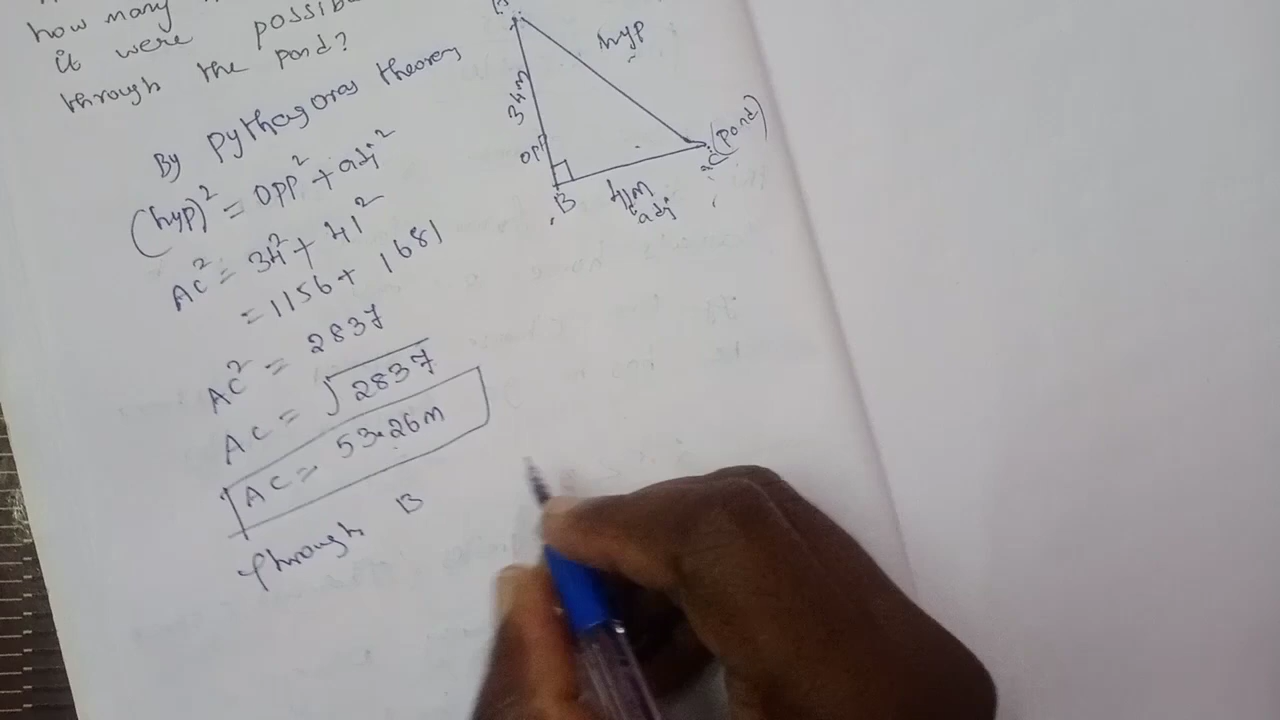 how many
it were possib
through the pond?
By pythagoras theorem
(hyp)² = opp² + adj²
AC² = 34² + 41²
= 1156 + 1681
AC² = 2837
AC = √2837
AC = 53.26m
through B
hyp
34m
opp
B
41m
adj
C (pond)